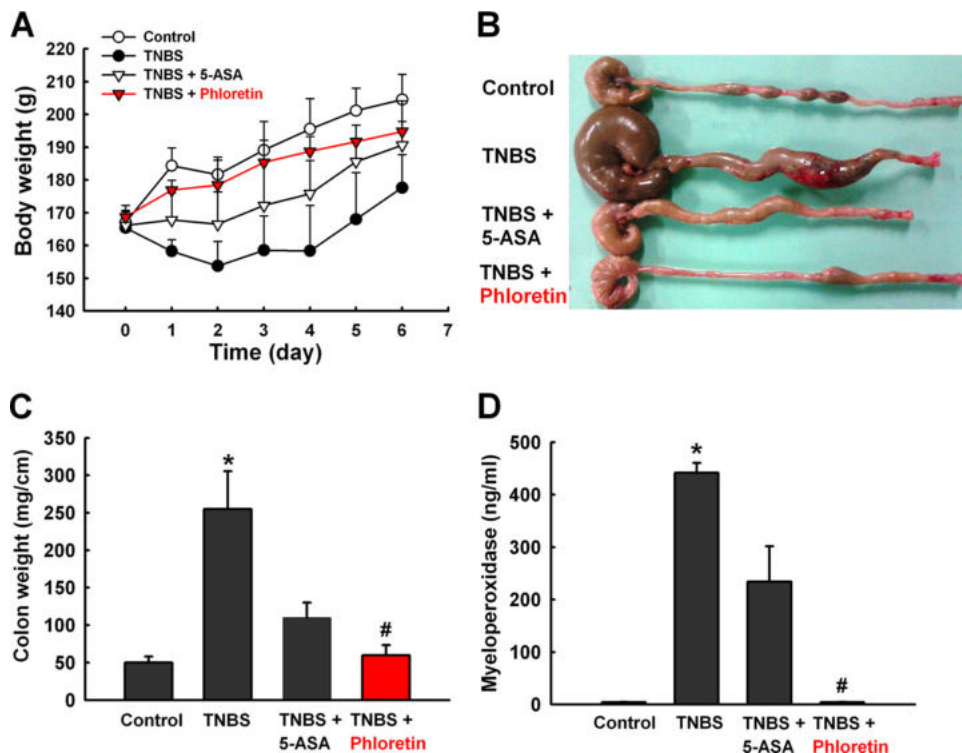 A
Control
TNBS
TNBS + 5-ASA
TNBS + Phloretin
Body weight (g)
210
200
190
180
170
160
150
140
0 1 2 3 4 5 6 7
Time (day)
B
Control
TNBS
TNBS +
5-ASA
TNBS +
Phloretin
C
Colon weight (mg/cm)
350
300
250
200
150
100
50
0
*
#
Control
TNBS
TNBS +
5-ASA
TNBS +
Phloretin
D
Myeloperoxidase (ng/ml)
500
400
300
200
100
0
*
#
Control
TNBS
TNBS +
5-ASA
TNBS +
Phloretin